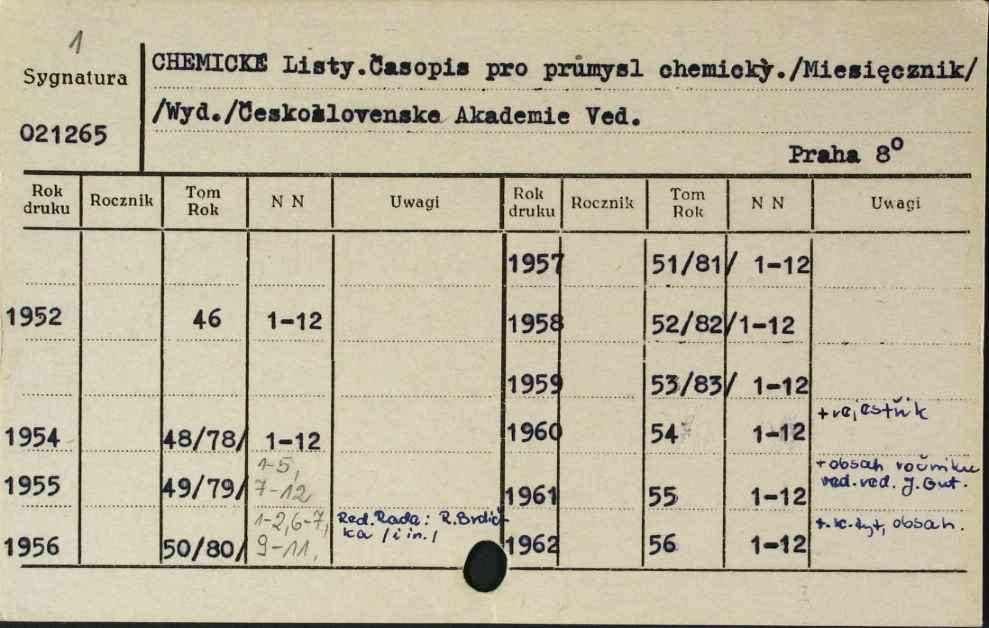 1
Sygnatura
021265
CHEMICKÉ Listy.Časopis pro průmysl chemický./Miesięcznik/
/Wyd./Československe Akademie Ved.
Praha 8°
Rok druku Rocznik Tom Rok N N Uwagi Rok druku Rocznik Tom Rok N N Uwagi
1957 51/81/ 1-12
1952 46 1-12 1958 52/82/ 1-12
1959 53/83/ 1-12
1954 48/78/ 1-12 1960 54 1-12 + rejestřik
1955 49/79/ 1-5, 7-12 1961 55 1-12 + obsah ročniku ved.red. J.Gut.
1956 50/80/ 1-2,6-7, 9-11. Red.Rada: R.Brdička /i in./ 1962 56 1-12 obsah.